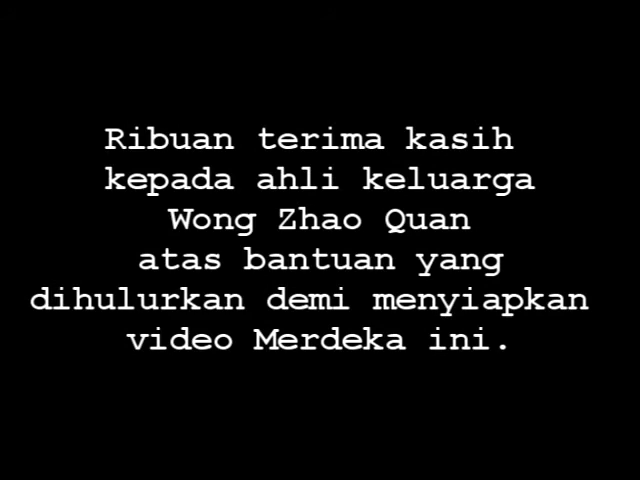 Ribuan terima kasih
kepada ahli keluarga
Wong Zhao Quan
atas bantuan yang
dihulurkan demi menyiapkan
video Merdeka ini.